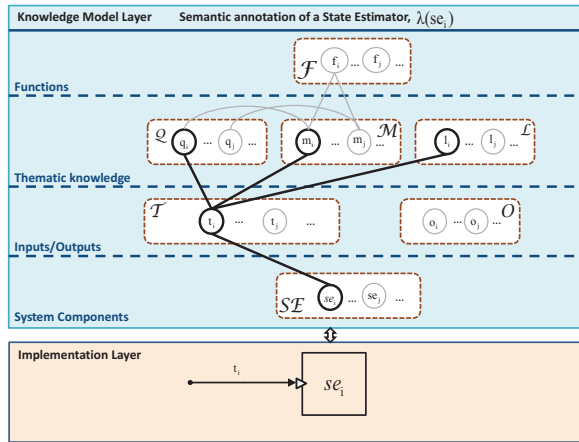 Knowledge Model Layer Semantic annotation of a State Estimator, λ(se_i)
ℱ f_i ... f_j ...
Functions
𝒬 q_i ... q_j ... m_i ... m_j ... ℳ l_i ... l_j ... ℒ
Thematic knowledge
𝒯 t_i ... t_j ... o_i ... o_j ... O
Inputs/Outputs
𝒮ℰ se_i ... se_j ...
System Components
Implementation Layer
t_i
se_i